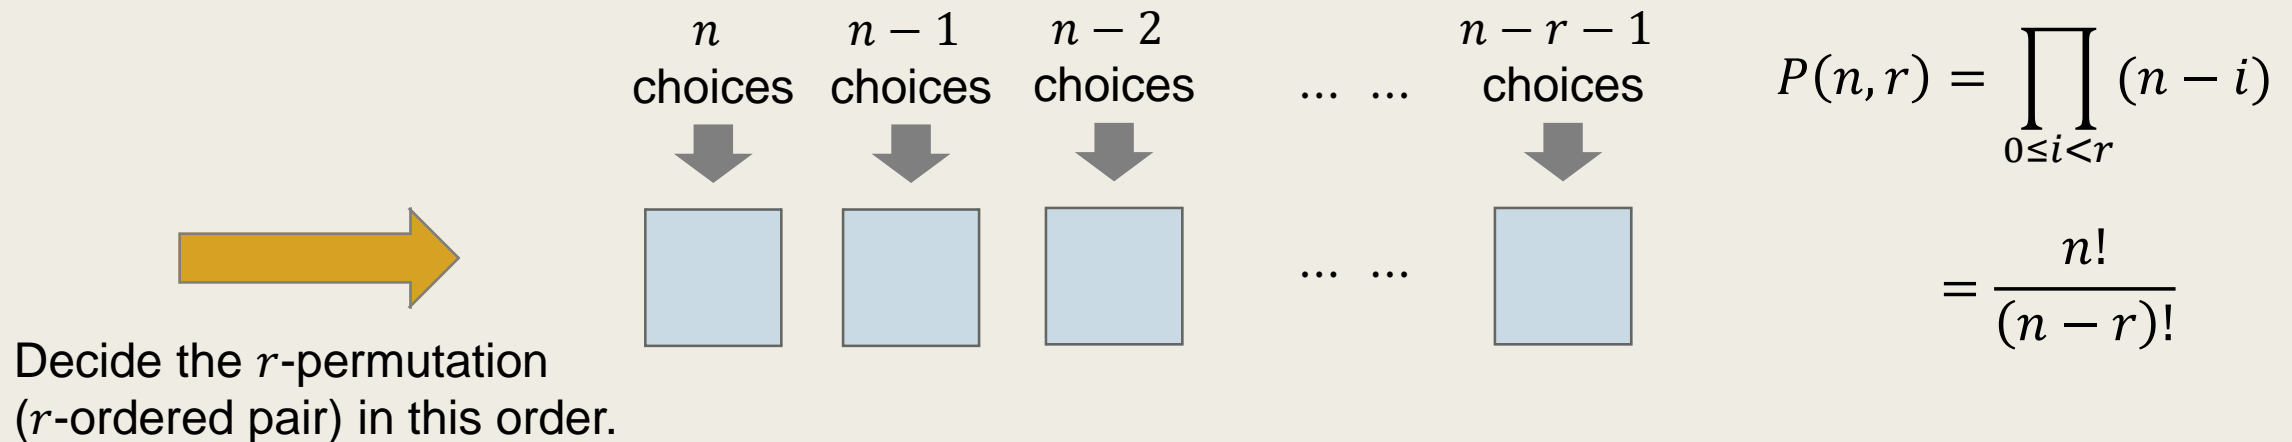 n n − 1 n − 2 n − r − 1
choices choices choices … … choices
P(n, r) = ∏ (n − i)
0≤i<r
… …
= n! / (n − r)!
Decide the r-permutation
(r-ordered pair) in this order.